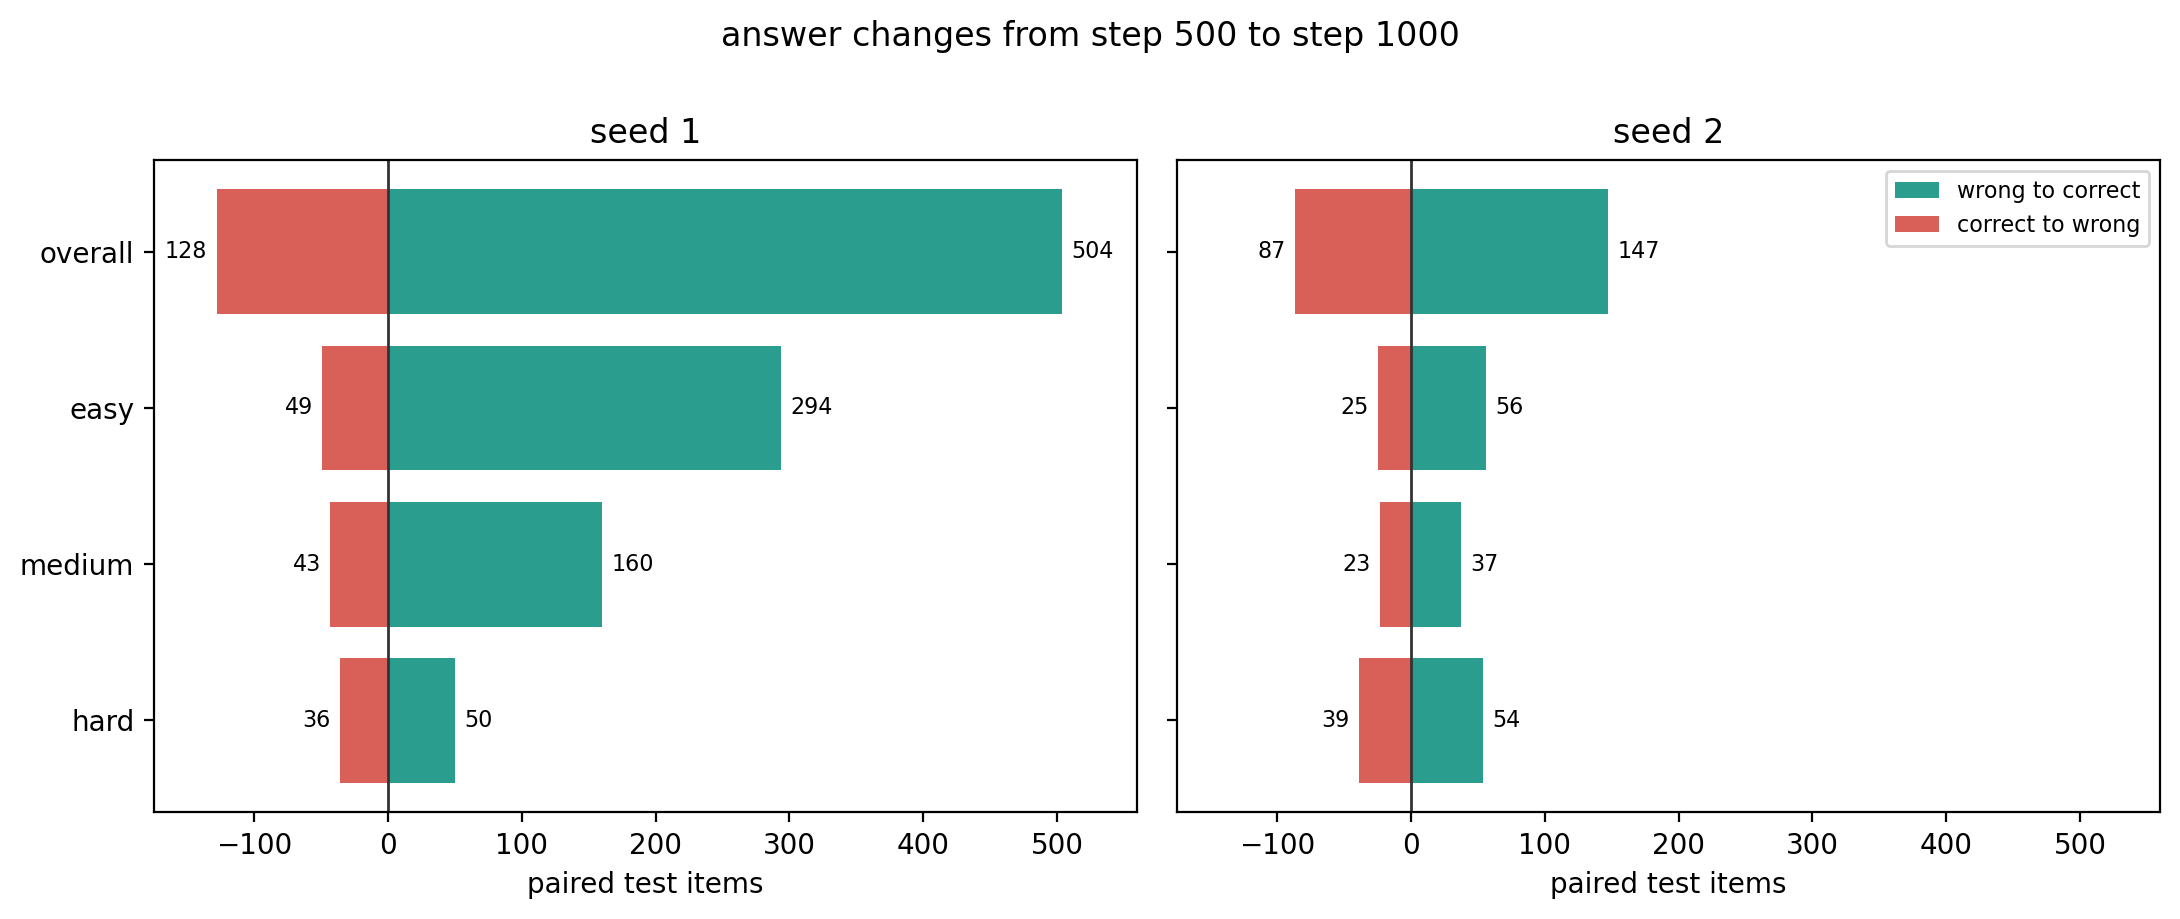 answer changes from step 500 to step 1000
seed 1
seed 2
wrong to correct
correct to wrong
overall
128
504
87
147
easy
49
294
25
56
medium
43
160
23
37
hard
36
50
39
54
−100 0 100 200 300 400 500
−100 0 100 200 300 400 500
paired test items
paired test items